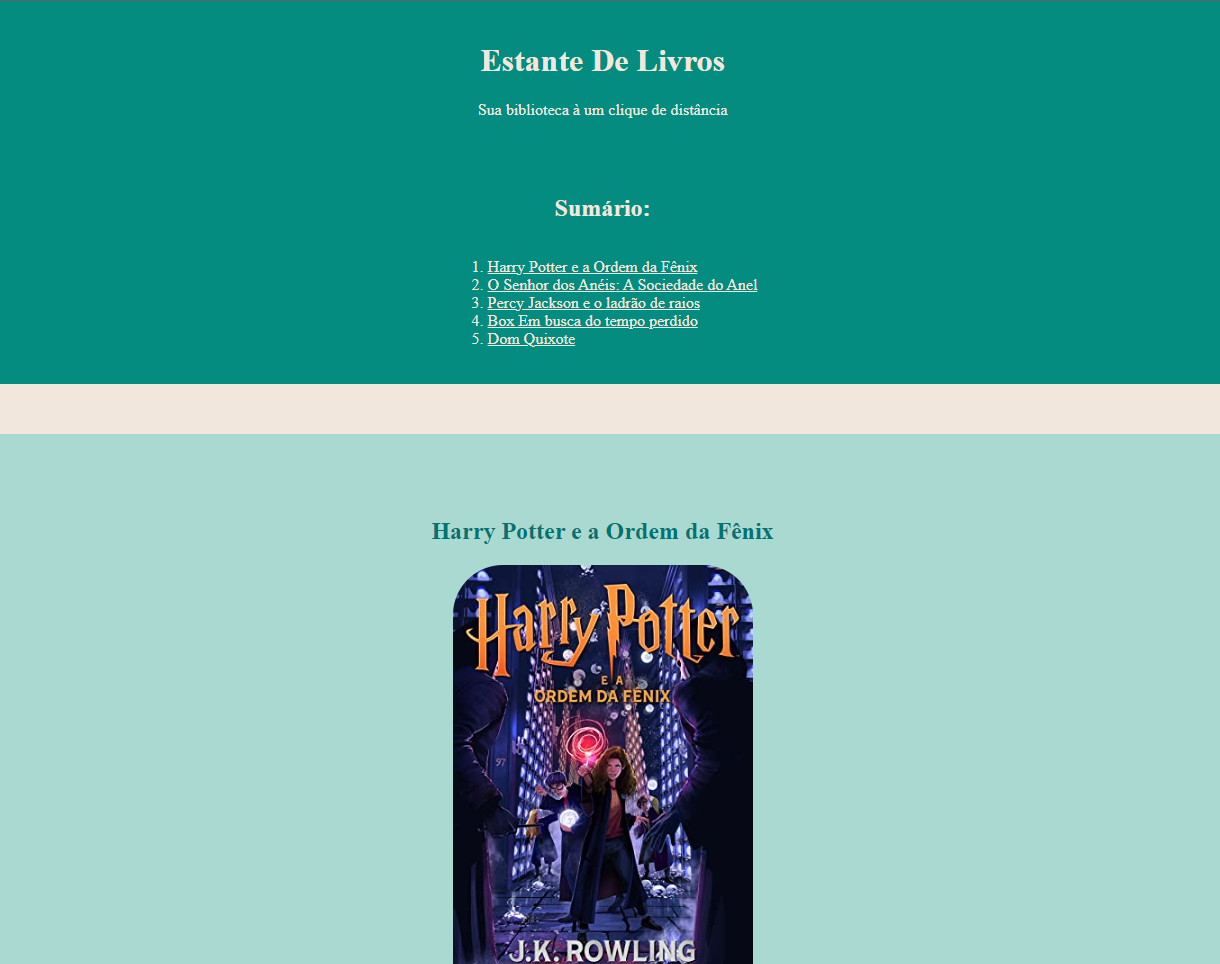 Estante De Livros
Sua biblioteca à um clique de distância
Sumário:
1. Harry Potter e a Ordem da Fênix
2. O Senhor dos Anéis: A Sociedade do Anel
3. Percy Jackson e o ladrão de raios
4. Box Em busca do tempo perdido
5. Dom Quixote
Harry Potter e a Ordem da Fênix
Harry Potter
E A
ORDEM DA FÊNIX
97
J.K. ROWLING